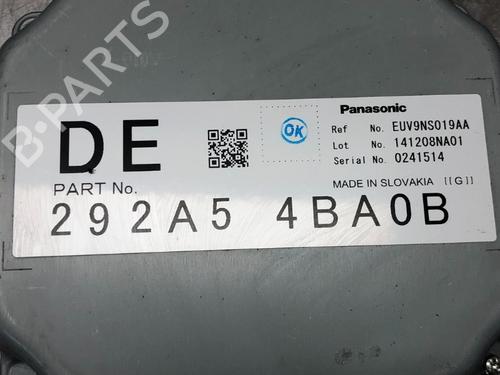 B-PARTS
DE
OK
Panasonic
Ref No. EUV9NS019AA
Lot No. 141208NA01
Serial No. 0241514
PART No.
MADE IN SLOVAKIA [[G]]
292A5 4BA0B